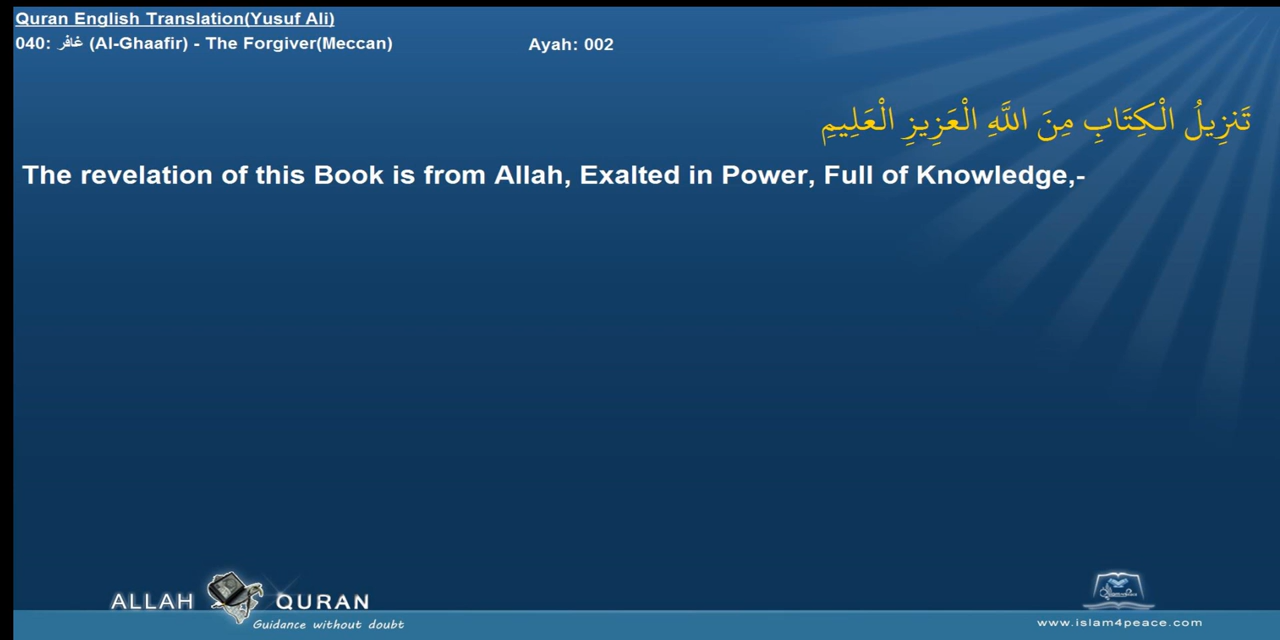 Quran English Translation(Yusuf Ali)
040: غافر (Al-Ghaafir) - The Forgiver(Meccan) Ayah: 002
تَنزِيلُ الْكِتَابِ مِنَ اللَّهِ الْعَزِيزِ الْعَلِيمِ
The revelation of this Book is from Allah, Exalted in Power, Full of Knowledge,-
ALLAH QURAN
Guidance without doubt
www.islam4peace.com